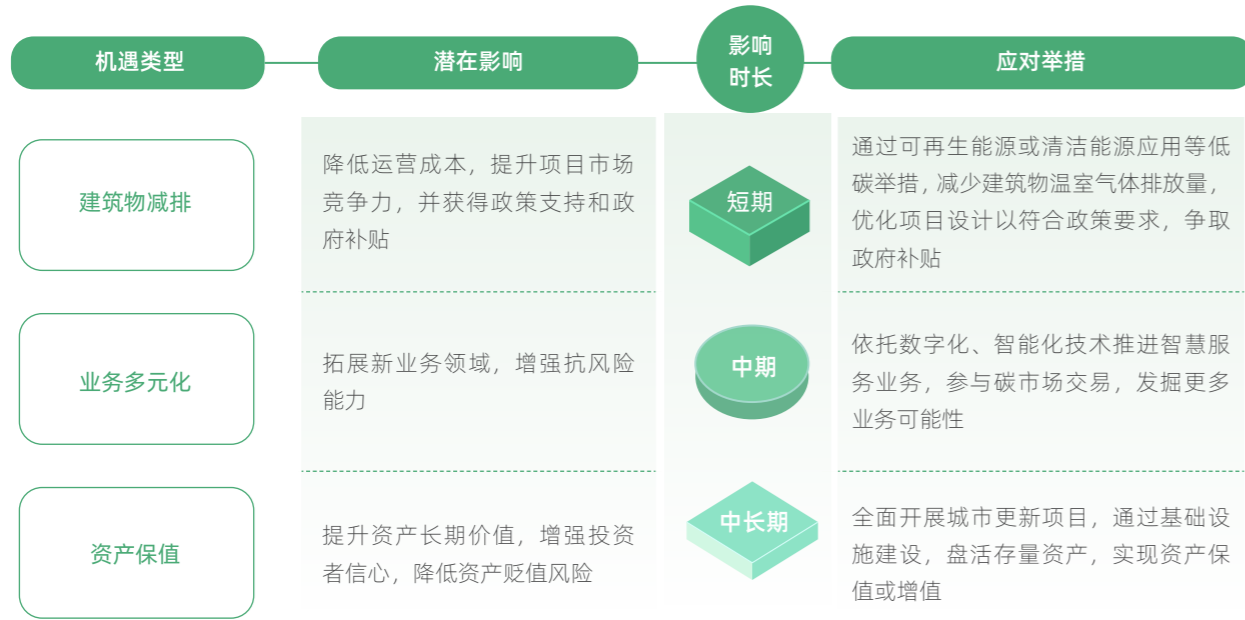 机遇类型
潜在影响
影响
时长
应对举措
建筑物减排
降低运营成本，提升项目市场
竞争力，并获得政策支持和政
府补贴
短期
通过可再生能源或清洁能源应用等低
碳举措，减少建筑物温室气体排放量，
优化项目设计以符合政策要求，争取
政府补贴
业务多元化
拓展新业务领域，增强抗风险
能力
中期
依托数字化、智能化技术推进智慧服
务业务，参与碳市场交易，发掘更多
业务可能性
资产保值
提升资产长期价值，增强投资
者信心，降低资产贬值风险
中长期
全面开展城市更新项目，通过基础设
施建设，盘活存量资产，实现资产保
值或增值